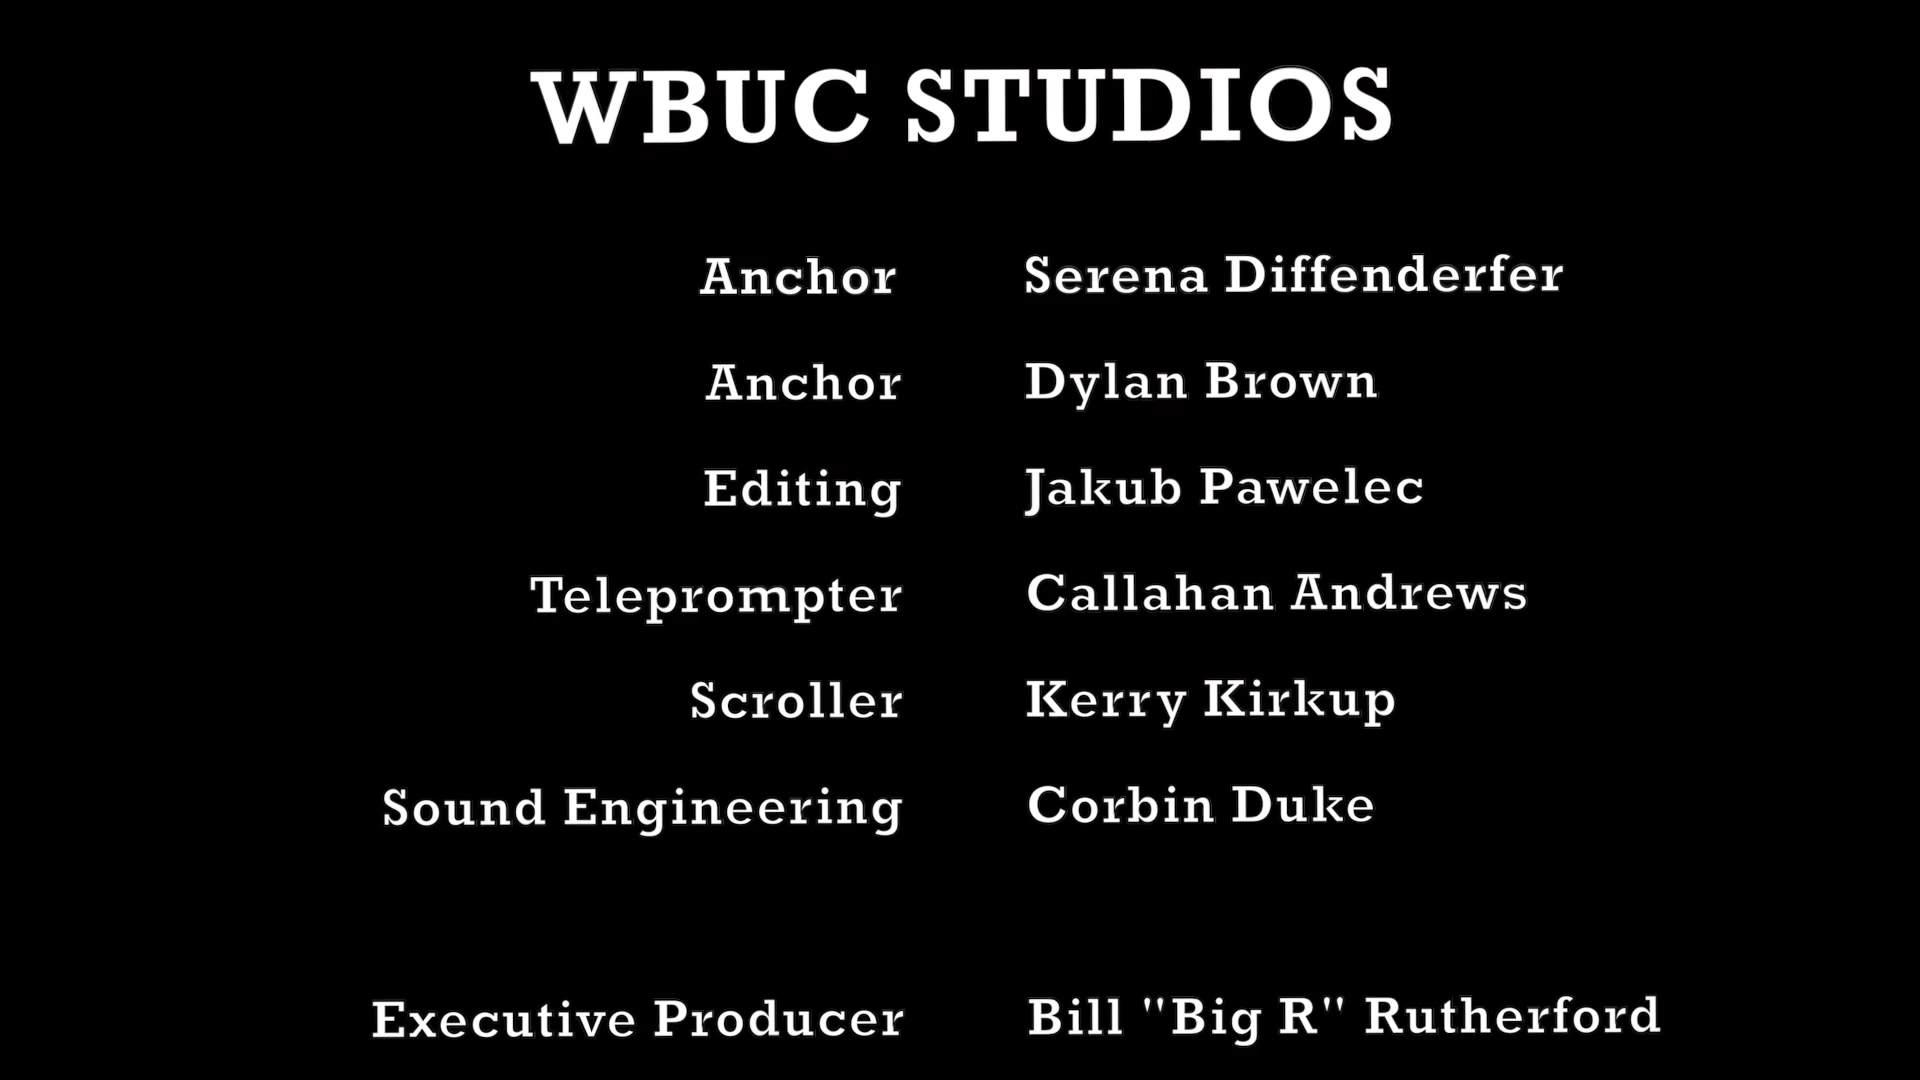 WBUC STUDIOS
Anchor Serena Diffenderfer
Anchor Dylan Brown
Editing Jakub Pawelec
Teleprompter Callahan Andrews
Scroller Kerry Kirkup
Sound Engineering Corbin Duke
Executive Producer Bill "Big R" Rutherford